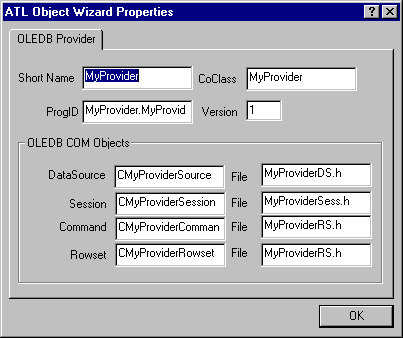 ATL Object Wizard Properties
OLEDB Provider
Short Name MyProvider CoClass MyProvider
ProgID MyProvider.MyProvid Version 1
OLEDB COM Objects
DataSource CMyProviderSource File MyProviderDS.h
Session CMyProviderSession File MyProviderSess.h
Command CMyProviderComman File MyProviderRS.h
Rowset CMyProviderRowset File MyProviderRS.h
OK